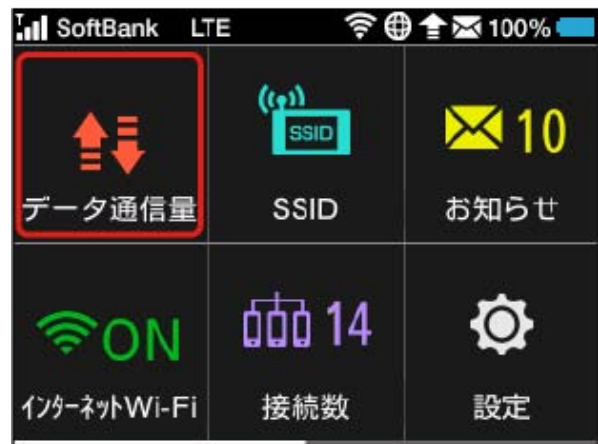 SoftBank LTE 100%
SSID
10
データ通信量
SSID
お知らせ
ON
14
インターネットWi-Fi
接続数
設定